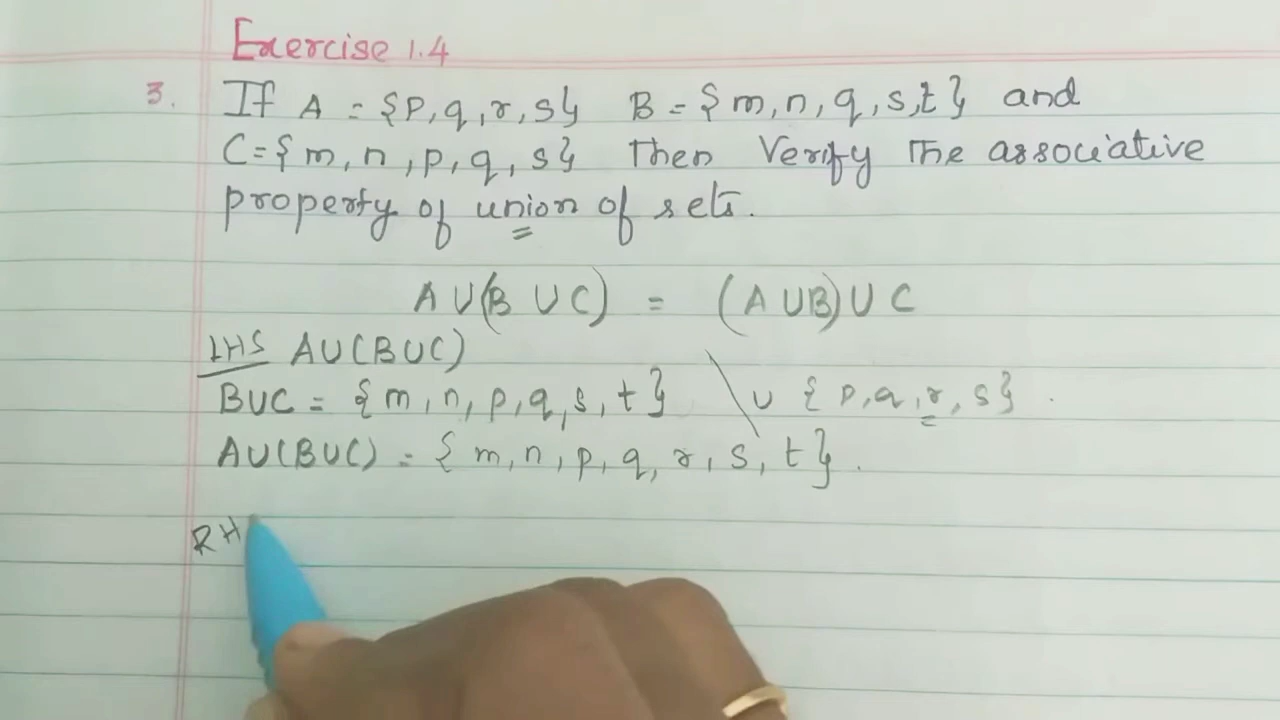 Exercise 1.4
3. If A = {P, q, r, s} B = {m, n, q, s, t} and
C = {m, n, p, q, s} Then Verify The associative
property of union of sets.
A∪(B ∪ C) = (A ∪ B) ∪ C
LHS A∪(B∪C)
B∪C = {m, n, p, q, s, t} \ ∪ {p, q, r, s} .
A∪(B∪C) = {m, n, p, q, r, s, t} .
RH